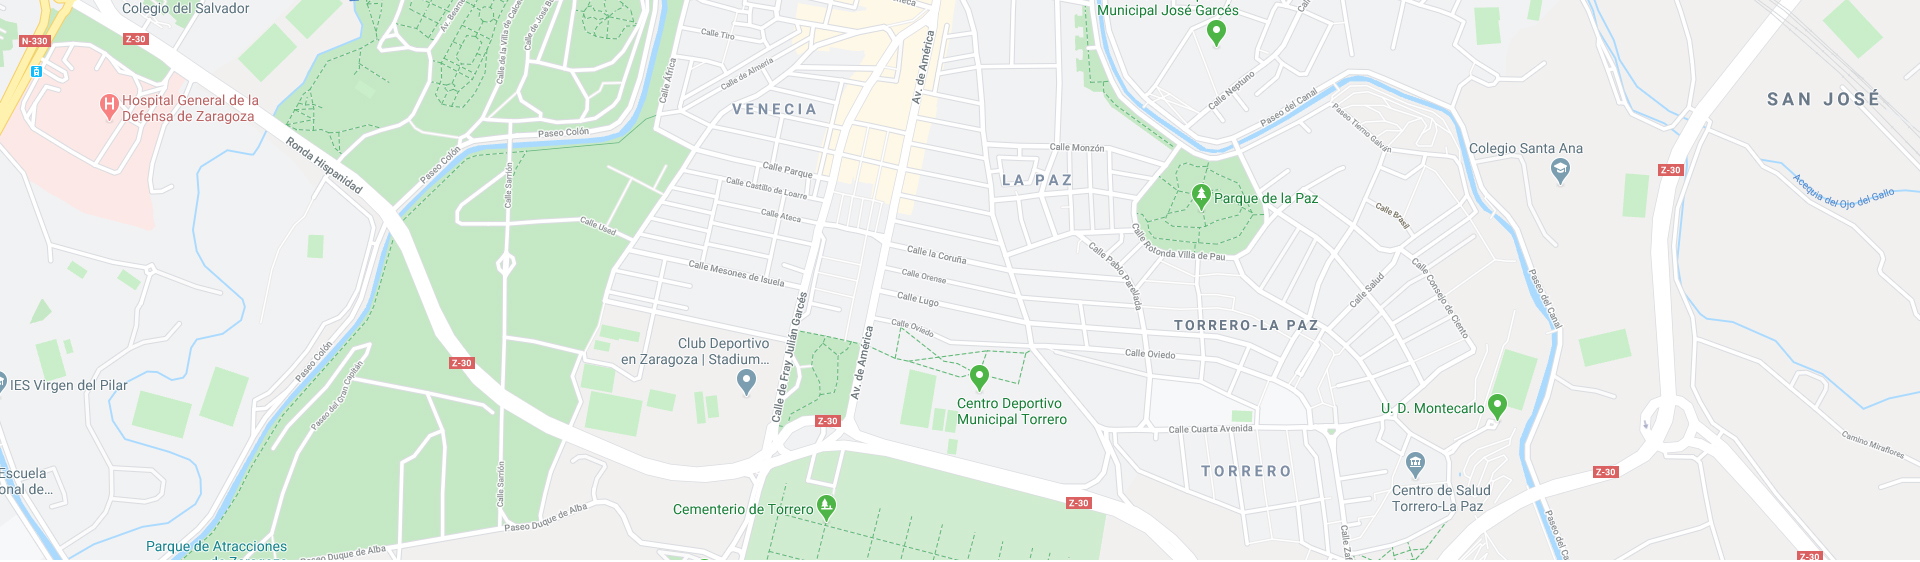 Colegio del Salvador
N-330
Z-30
Hospital General de la
Defensa de Zaragoza
Ronda Hispanidad
Paseo Colón
Paseo Colón
Calle Sarrión
Calle de la Villa de
Calle Tiro
Calle de Almería
Calle África
VENECIA
Av. de América
Calle Parque
Calle Castillo de Loarre
Calle Ateca
Calle Used
Calle Mesones de Isuela
Calle la Coruña
Calle Orense
Calle Lugo
Calle Oviedo
Municipal José Garcés
Calle Neptuno
Paseo del Canal
Paseo Tierno Galván
Calle Monzón
LA PAZ
Parque de la Paz
Calle Rotonda Villa de Pau
Calle Pablo Parellada
Colegio Santa Ana
SAN JOSÉ
Z-30
Acequia del Ojo del Gallo
Calle Brasil
Calle Consejo de Ciento
Calle Salud
Paseo del Canal
TORRERO-LA PAZ
Calle Oviedo
Club Deportivo
en Zaragoza | Stadium...
Calle de Fray Julián Garcés
Av. de América
Z-30
Paseo Colón
Paseo del Gran Capitán
IES Virgen del Pilar
Centro Deportivo
Municipal Torrero
Z-30
U. D. Montecarlo
Calle Cuarta Avenida
TORRERO
Centro de Salud
Torrero-La Paz
Z-30
Camino Miraflores
Escuela
onal de...
Calle Sarrión
Cementerio de Torrero
Z-30
Paseo Duque de Alba
Paseo Duque de Alba
Parque de Atracciones
Paseo del
Z-30